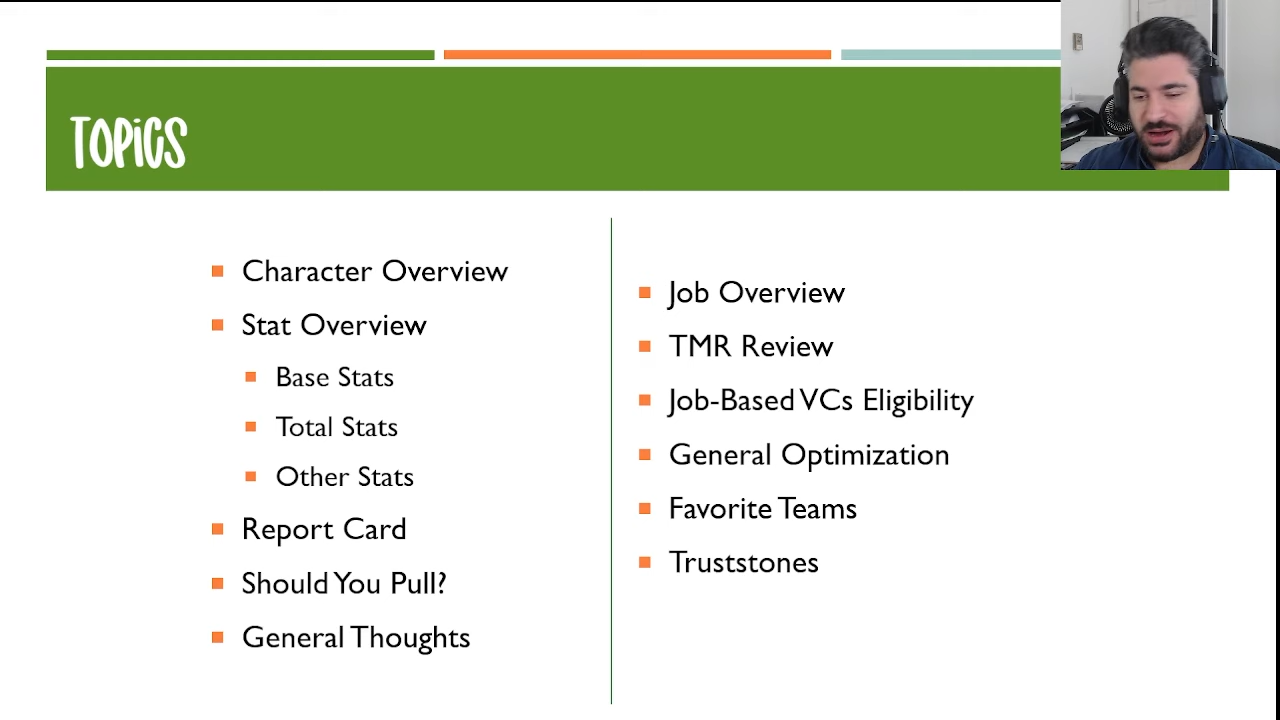 TOPiCS
Character Overview
Stat Overview
Base Stats
Total Stats
Other Stats
Report Card
Should You Pull?
General Thoughts
Job Overview
TMR Review
Job-Based VCs Eligibility
General Optimization
Favorite Teams
Truststones